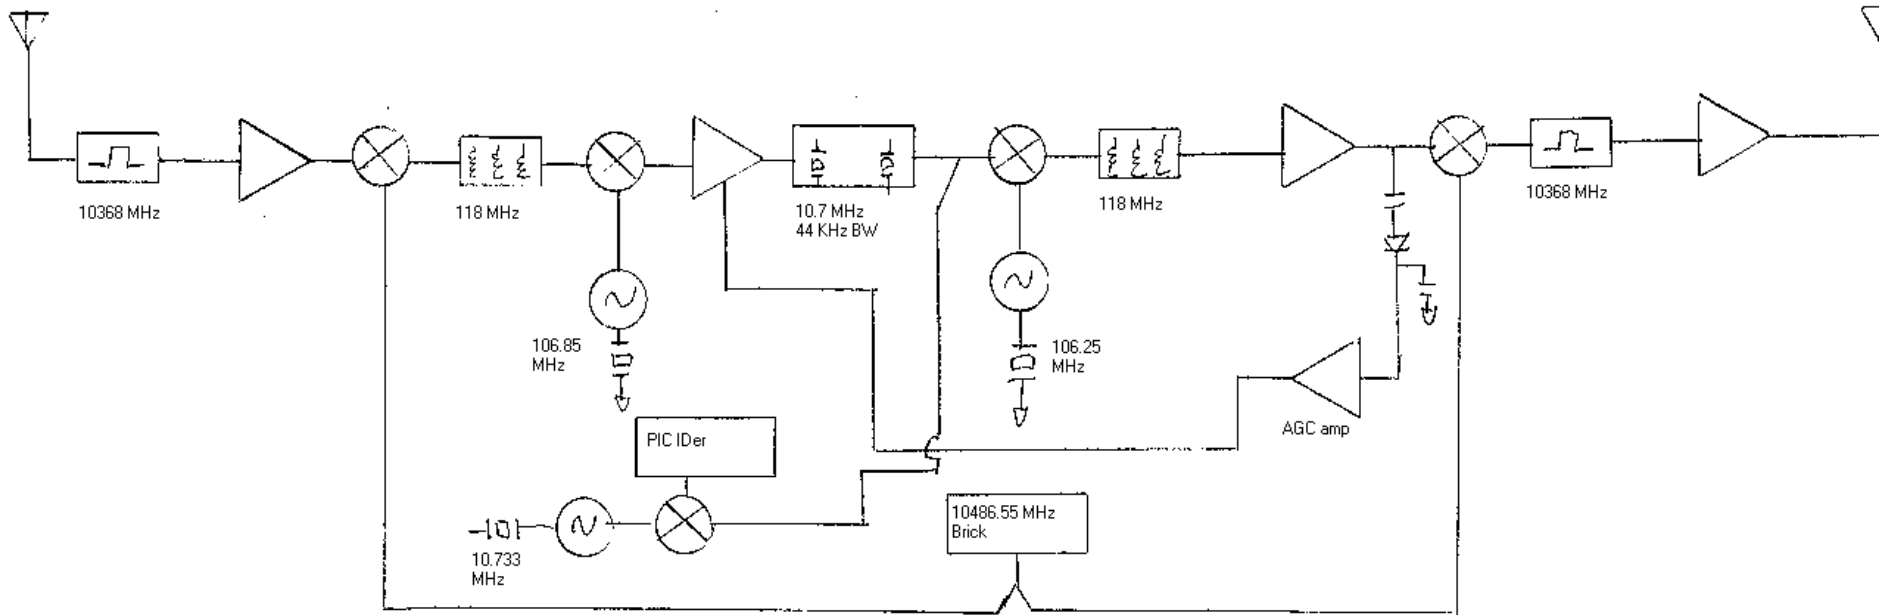 10368 MHz
118 MHz
10.7 MHz
44 KHz BW
118 MHz
10368 MHz
106.85
MHz
106.25
MHz
AGC amp
PIC IDer
10486.55 MHz
Brick
10.733
MHz